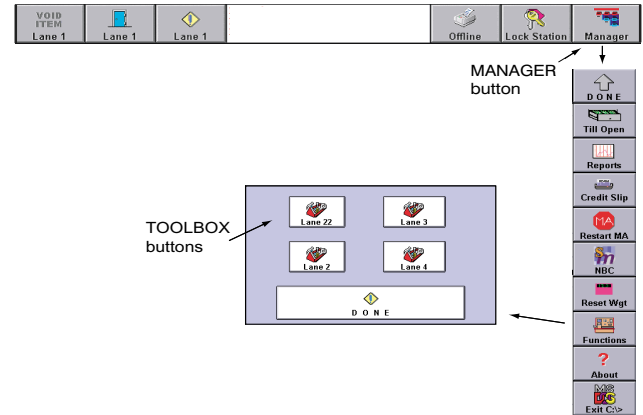 VOID
ITEM
Lane 1
Lane 1
Lane 1
Offline
Lock Station
Manager
MANAGER
button
DONE
Till Open
Reports
Credit Slip
MA
Restart MA
NBC
Reset Wgt
Functions
?
About
MS
DOS
Exit C:\>
TOOLBOX
buttons
Lane 22
Lane 3
Lane 2
Lane 4
DONE